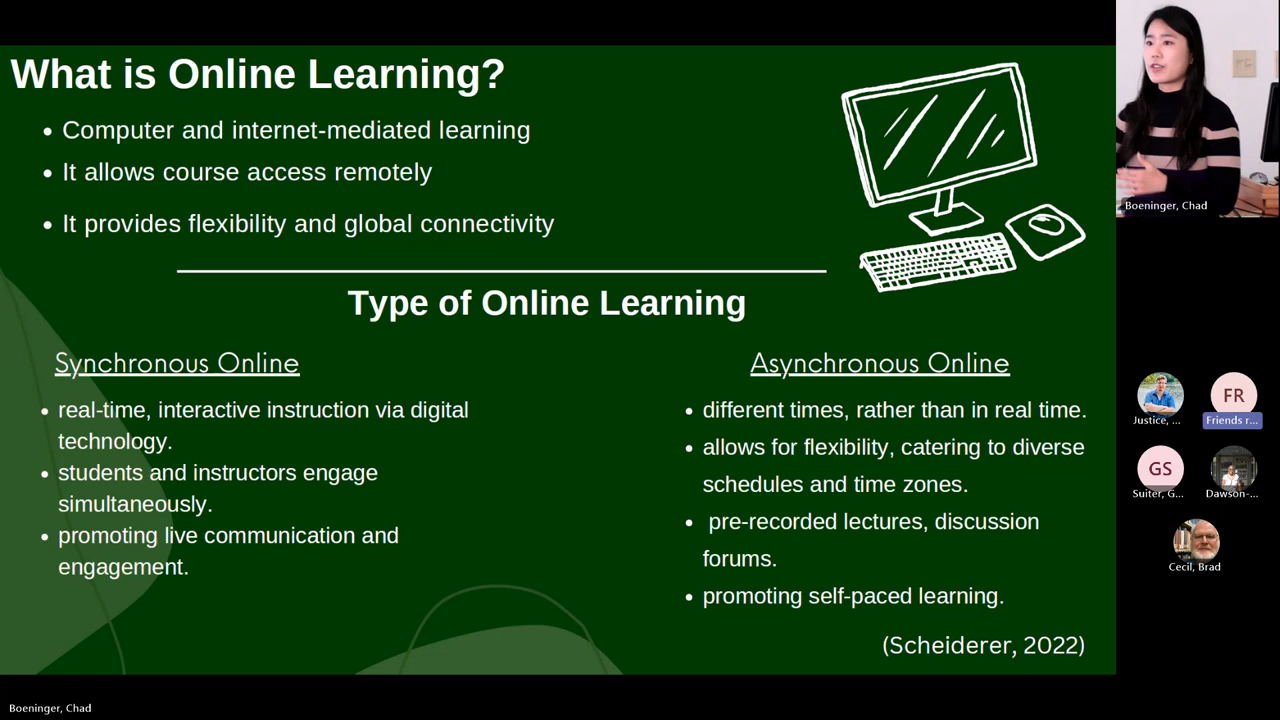 What is Online Learning?
• Computer and internet-mediated learning
• It allows course access remotely
• It provides flexibility and global connectivity
Type of Online Learning
Synchronous Online
• real-time, interactive instruction via digital
technology.
• students and instructors engage
simultaneously.
• promoting live communication and
engagement.
Asynchronous Online
• different times, rather than in real time.
• allows for flexibility, catering to diverse
schedules and time zones.
• pre-recorded lectures, discussion
forums.
• promoting self-paced learning.
(Scheiderer, 2022)
Boeninger, Chad
Justice, ...
FR
Friends r...
GS
Suiter, G...
Dawson-...
Cecil, Brad
Boeninger, Chad